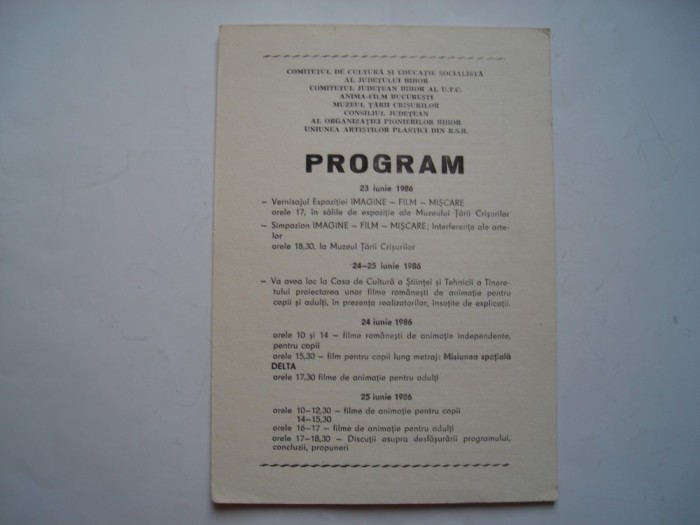 COMITETUL DE CULTURĂ ȘI EDUCAȚIE SOCIALISTĂ
AL JUDEȚULUI BIHOR
COMITETUL JUDEȚEAN BIHOR AL U.T.C.
ANIMA-FILM BUCUREȘTI
MUZEUL ȚĂRII CRIȘURILOR
CONSILIUL JUDEȚEAN
AL ORGANIZAȚIEI PIONIERILOR BIHOR
UNIUNEA ARTIȘTILOR PLASTICI DIN R.S.R.
PROGRAM
23 iunie 1986
– Vernisajul Expoziției IMAGINE – FILM – MIȘCARE
orele 17, în sălile de expoziție ale Muzeului Țării Crișurilor
– Simpozion IMAGINE – FILM – MIȘCARE; Interferența ale arte-
lor
orele 18,30, la Muzeul Țării Crișurilor
24–25 iunie 1986
– Va avea loc la Casa de Cultură a Științei și Tehnicii a Tinere-
tului proiectarea unor filme românești de animație pentru
copii și adulți, în prezența realizatorilor, însoțite de explicații.
24 iunie 1986
orele 10 și 14 – filme românești de animație independente,
pentru copii
orele 15,30 – film pentru copii lung metraj: Misiunea spațială
DELTA
orele 17,30 filme de animație pentru adulți
25 iunie 1986
orele 10–12,30 – filme de animație pentru copii
14–15,30
orele 16–17 – filme de animație pentru adulți
orele 17–18,30 – Discuții asupra desfășurării programului,
concluzii, propuneri